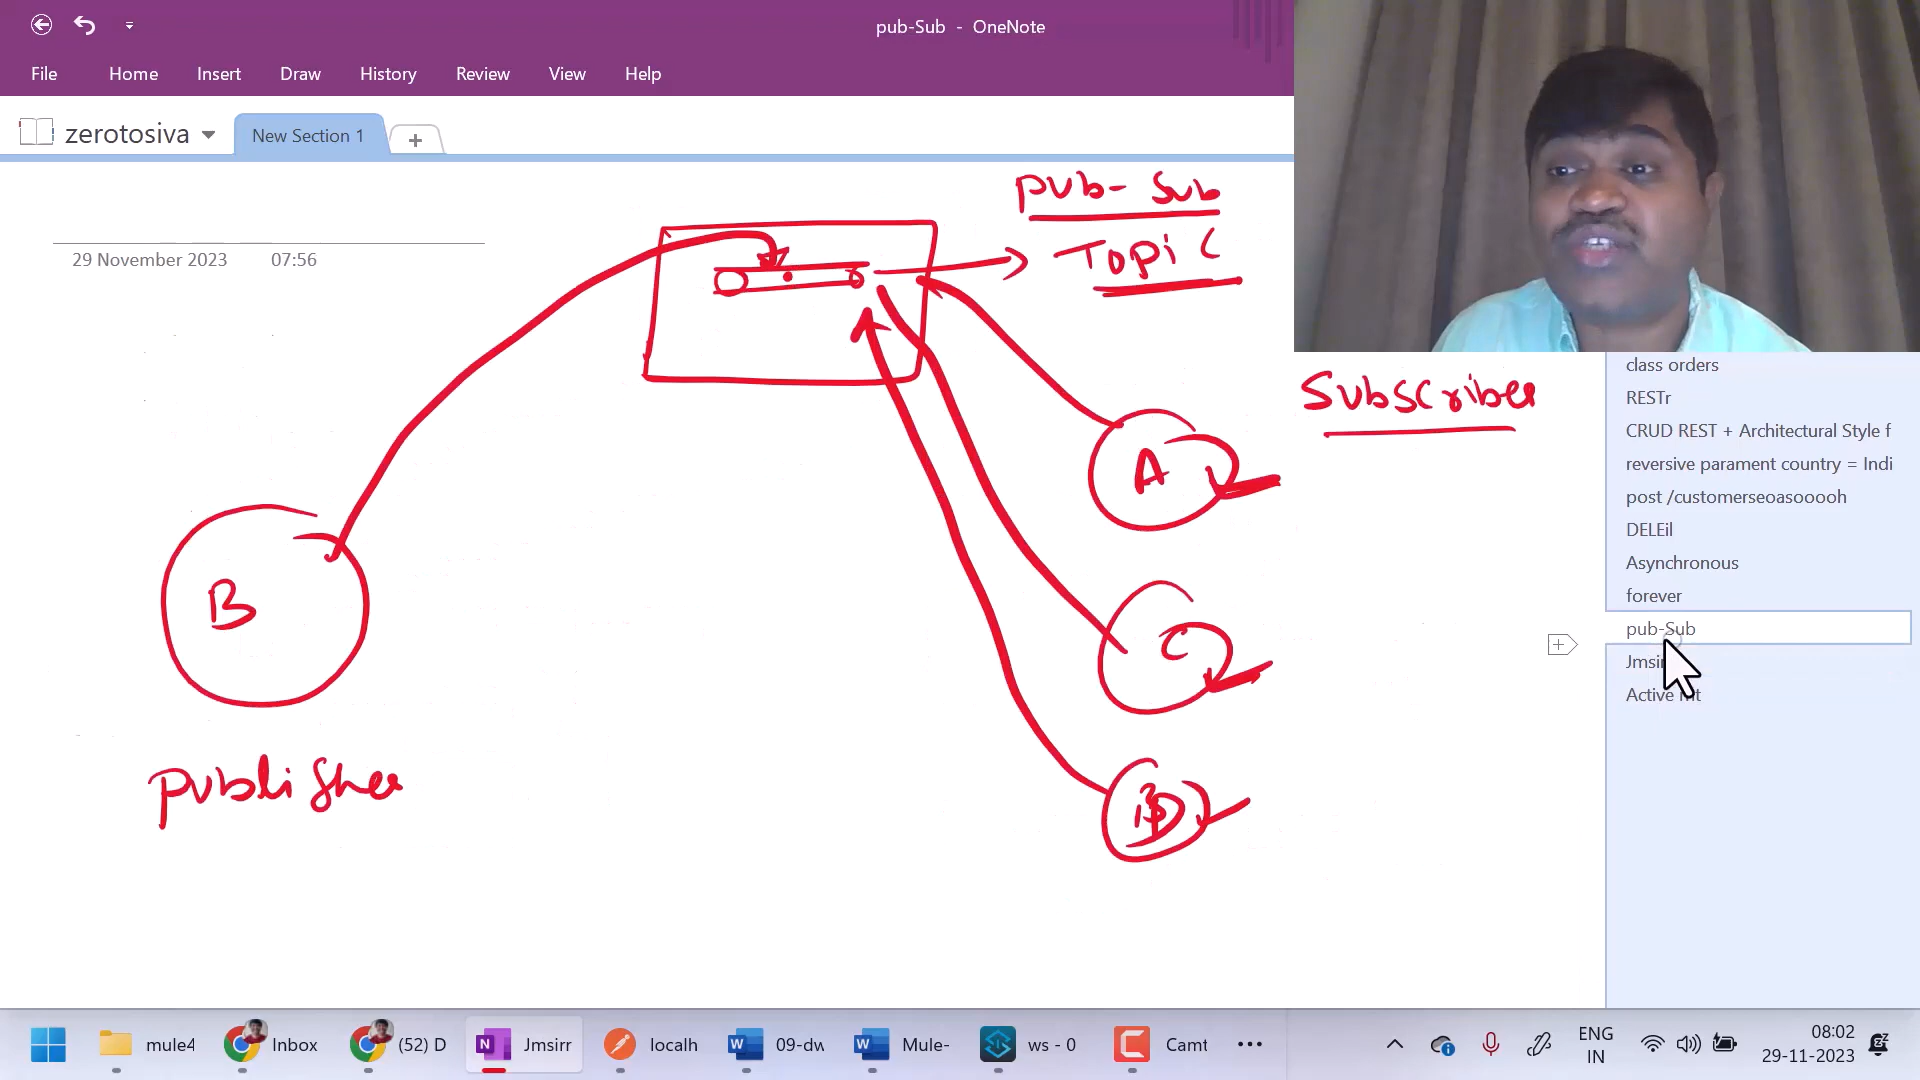 pub-Sub - OneNote
File Home Insert Draw History Review View Help
zerotosiva New Section 1 +
29 November 2023 07:56
pub-Sub
Topic
Subscriber
A
B
C
D
publisher
class orders
RESTr
CRUD REST + Architectural Style f
reversive parament country = Indi
post /customerseoasooooh
DELEil
Asynchronous
forever
pub-Sub
Active
mule4 Inbox (52) D Jmsirr localh 09-dw Mule- ws - 0 Camt
ENG
IN
08:02
29-11-2023